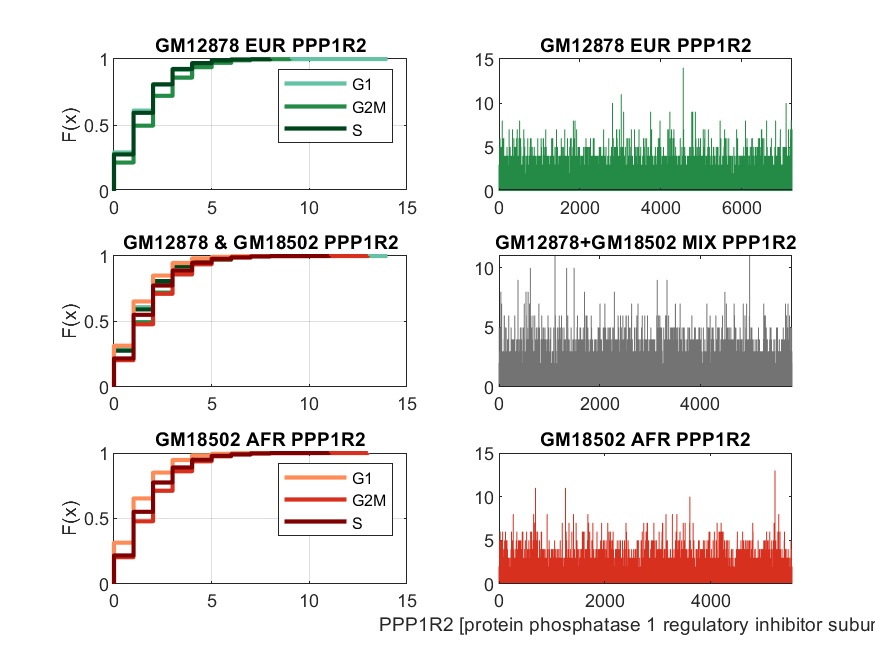 GM12878 EUR PPP1R2
F(x)
1
0.5
0
0 5 10 15
G1
G2M
S
GM12878 EUR PPP1R2
15
10
5
0
0 2000 4000 6000
GM12878 & GM18502 PPP1R2
F(x)
1
0.5
0
0 5 10 15
GM12878+GM18502 MIX PPP1R2
10
5
0
0 2000 4000
GM18502 AFR PPP1R2
F(x)
1
0.5
0
0 5 10 15
G1
G2M
S
GM18502 AFR PPP1R2
15
10
5
0
0 2000 4000
PPP1R2 [protein phosphatase 1 regulatory inhibitor